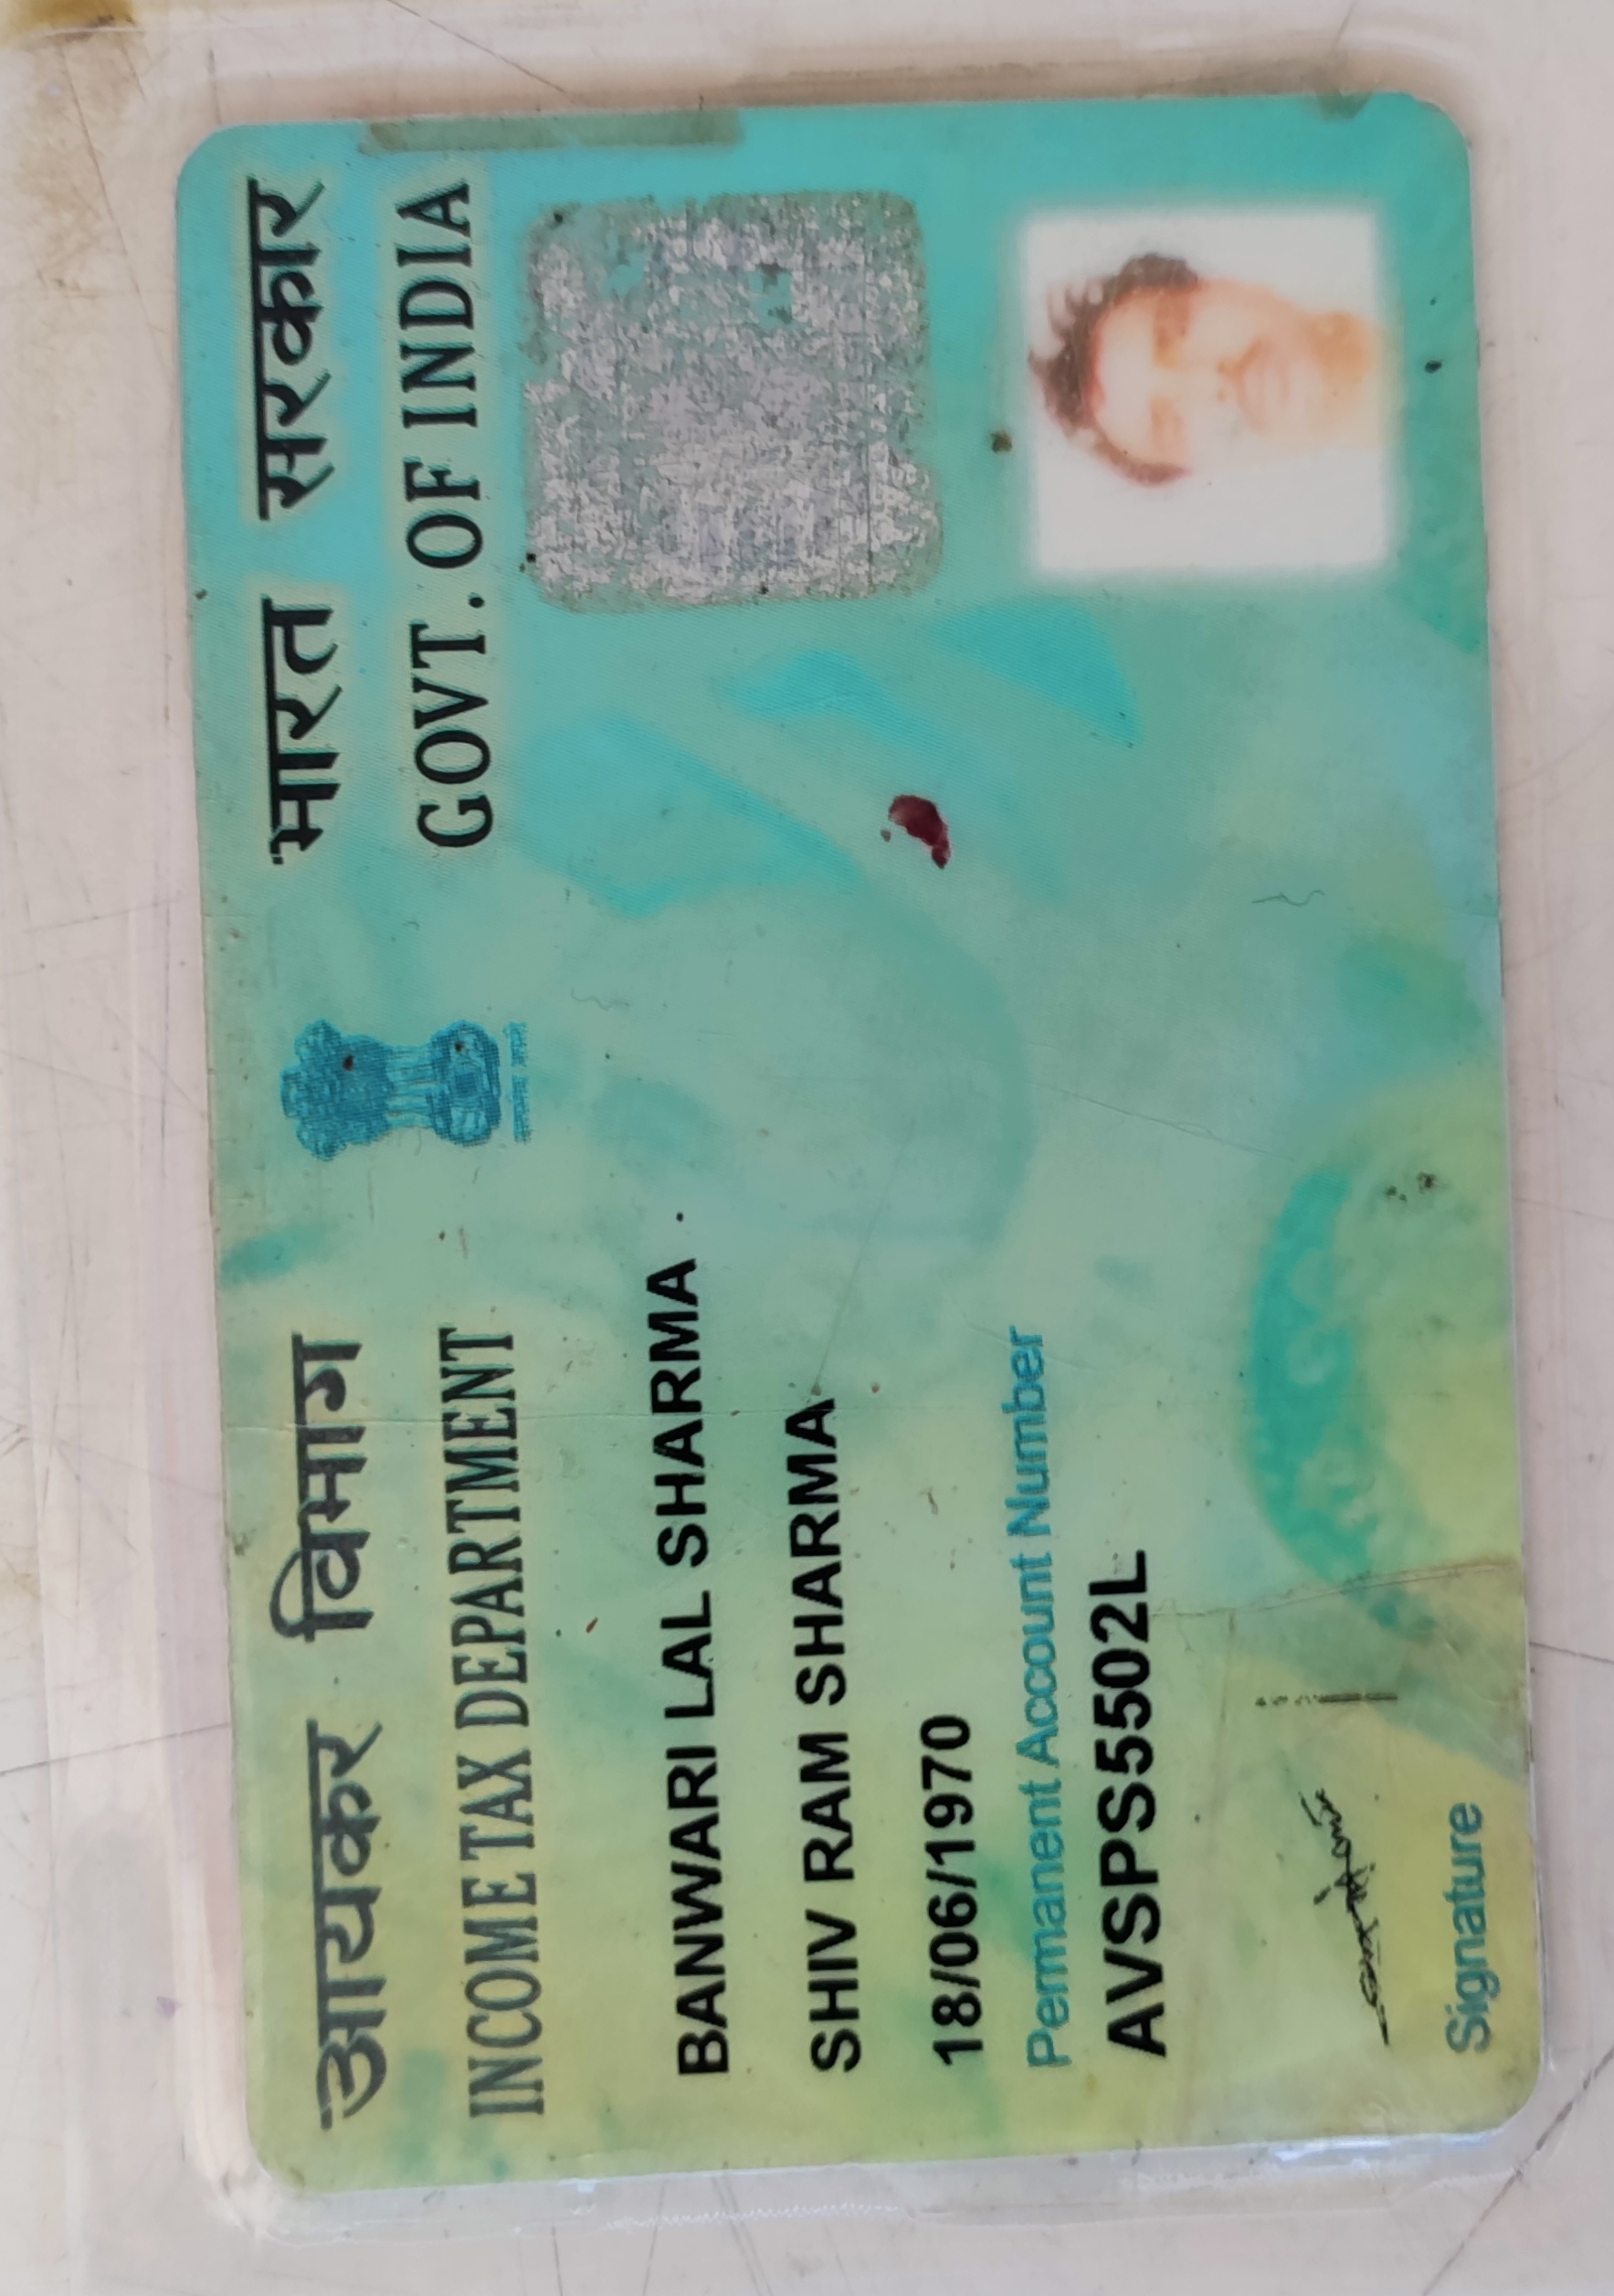 आयकर विभाग
INCOME TAX DEPARTMENT
भारत सरकार
GOVT. OF INDIA
BANWARI LAL SHARMA
SHIV RAM SHARMA
18/06/1970
Permanent Account Number
AVSPS5502L
Signature